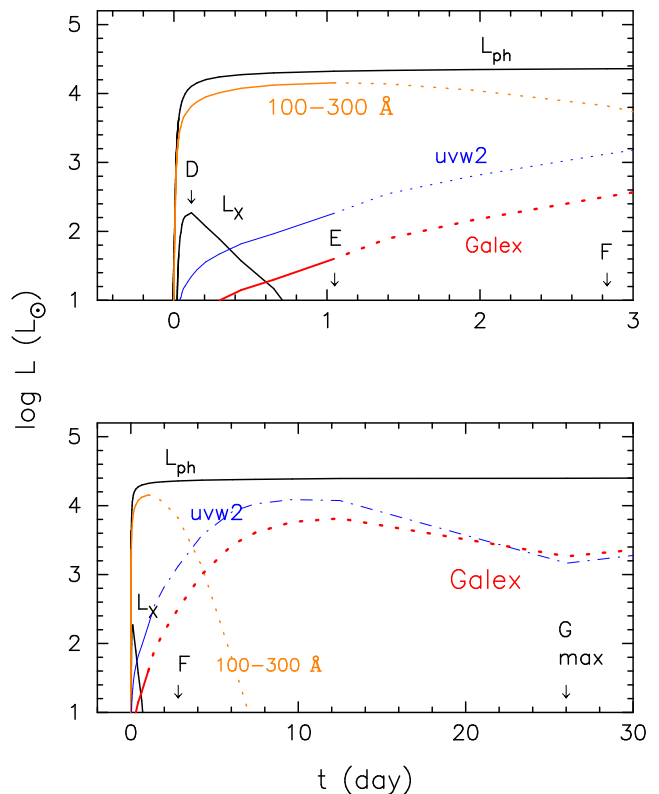 5
L_ph
4
100−300 Å
3
uvw2
D
L_X
2
E
Galex
F
1
0
1
2
3
log L (L_⊙)
5
L_ph
4
uvw2
3
Galex
L_X
2
F
100−300 Å
G
max
1
0
10
20
30
t (day)